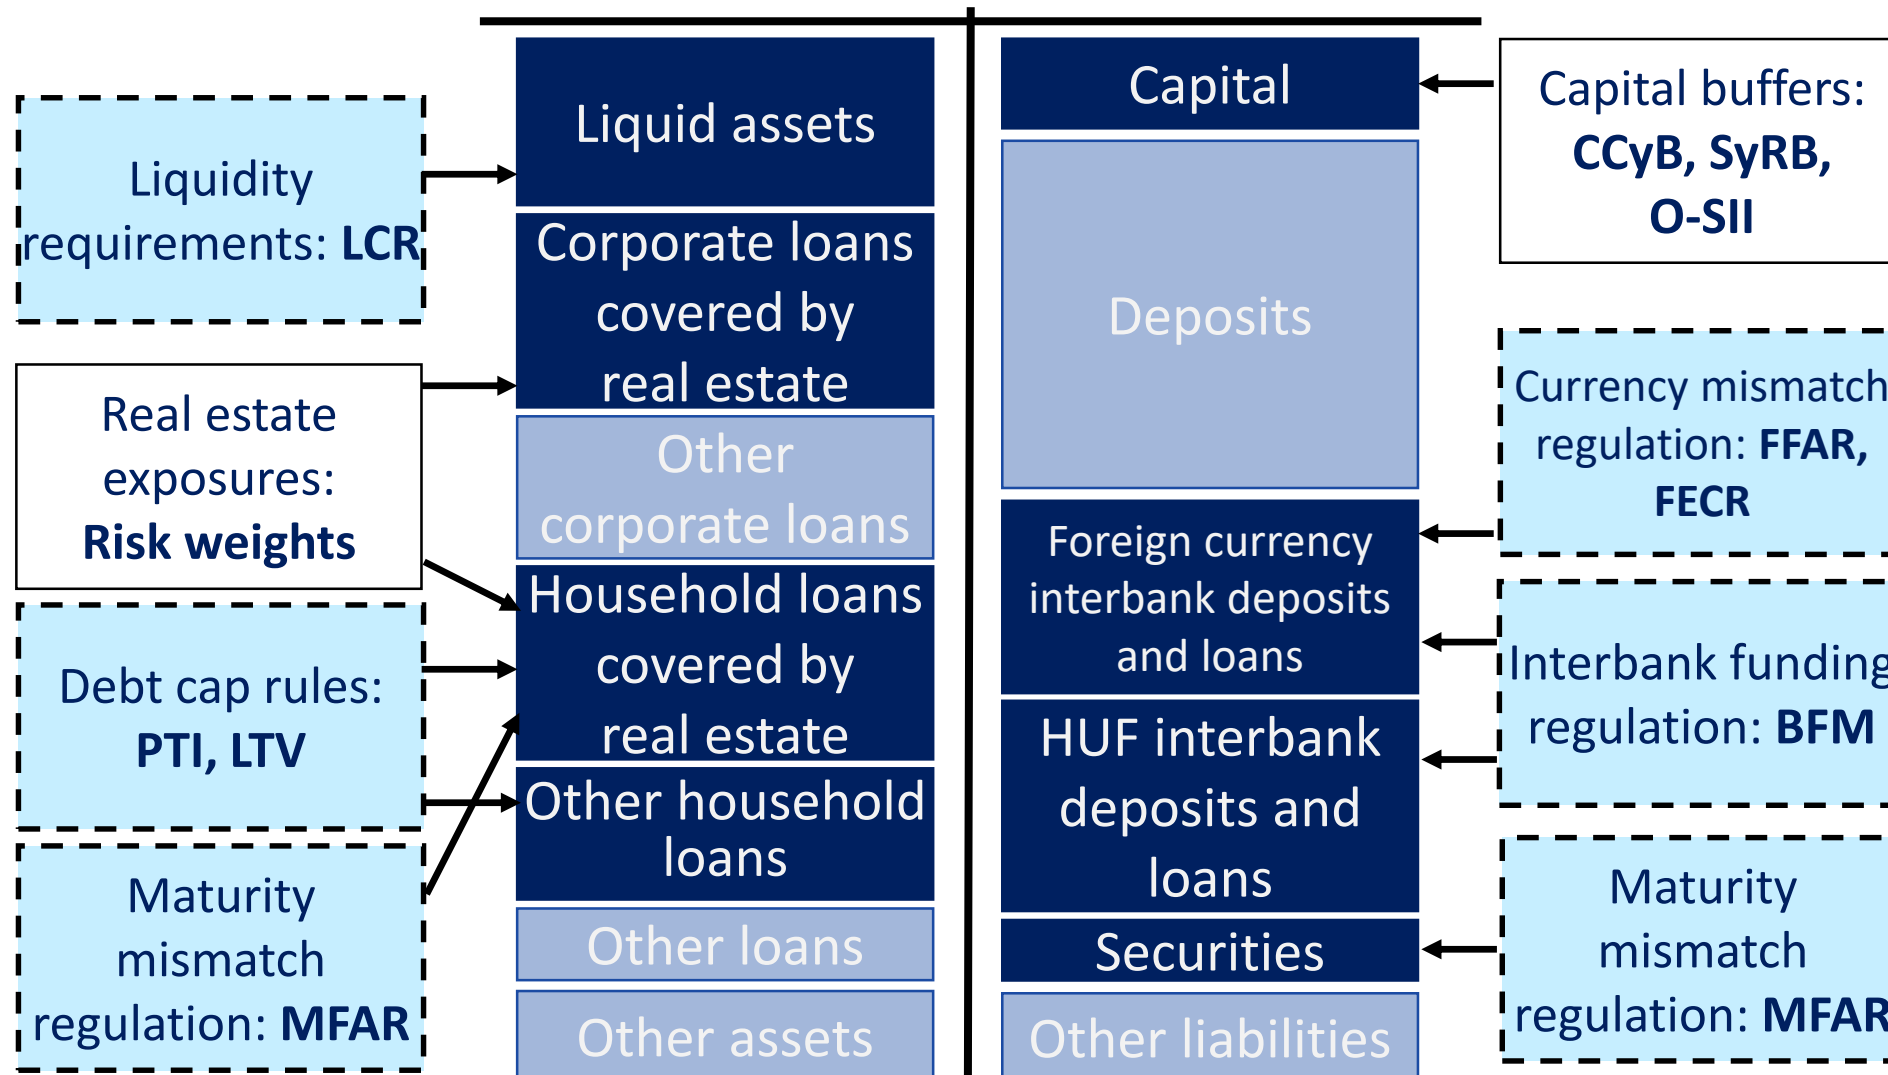 Liquidity
requirements: LCR
Real estate
exposures:
Risk weights
Debt cap rules:
PTI, LTV
Maturity
mismatch
regulation: MFAR
Liquid assets
Corporate loans
covered by
real estate
Other
corporate loans
Household loans
covered by
real estate
Other household
loans
Other loans
Other assets
Capital
Deposits
Foreign currency
interbank deposits
and loans
HUF interbank
deposits and
loans
Securities
Other liabilities
Capital buffers:
CCyB, SyRB,
O-SII
Currency mismatch
regulation: FFAR,
FECR
Interbank funding
regulation: BFM
Maturity
mismatch
regulation: MFAR